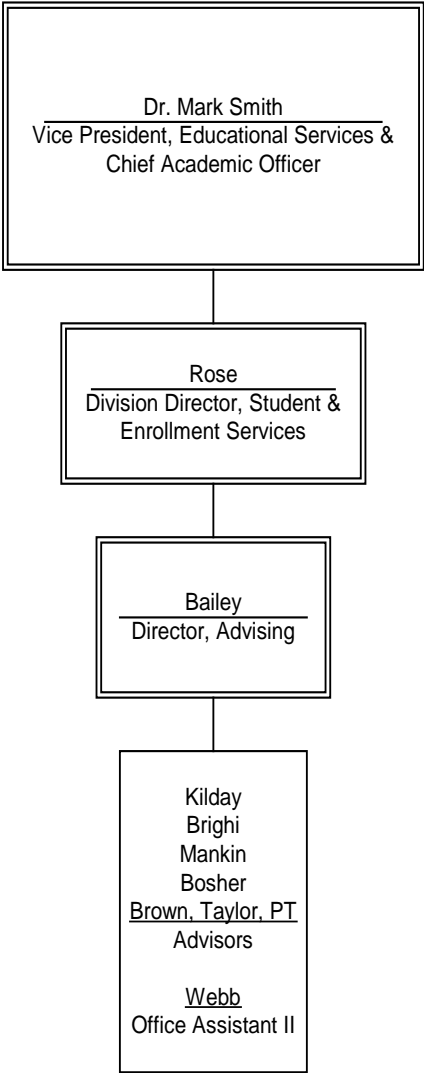 Dr. Mark Smith
Vice President, Educational Services &
Chief Academic Officer
Rose
Division Director, Student &
Enrollment Services
Bailey
Director, Advising
Kilday
Brighi
Mankin
Bosher
Brown, Taylor, PT
Advisors
Webb
Office Assistant II